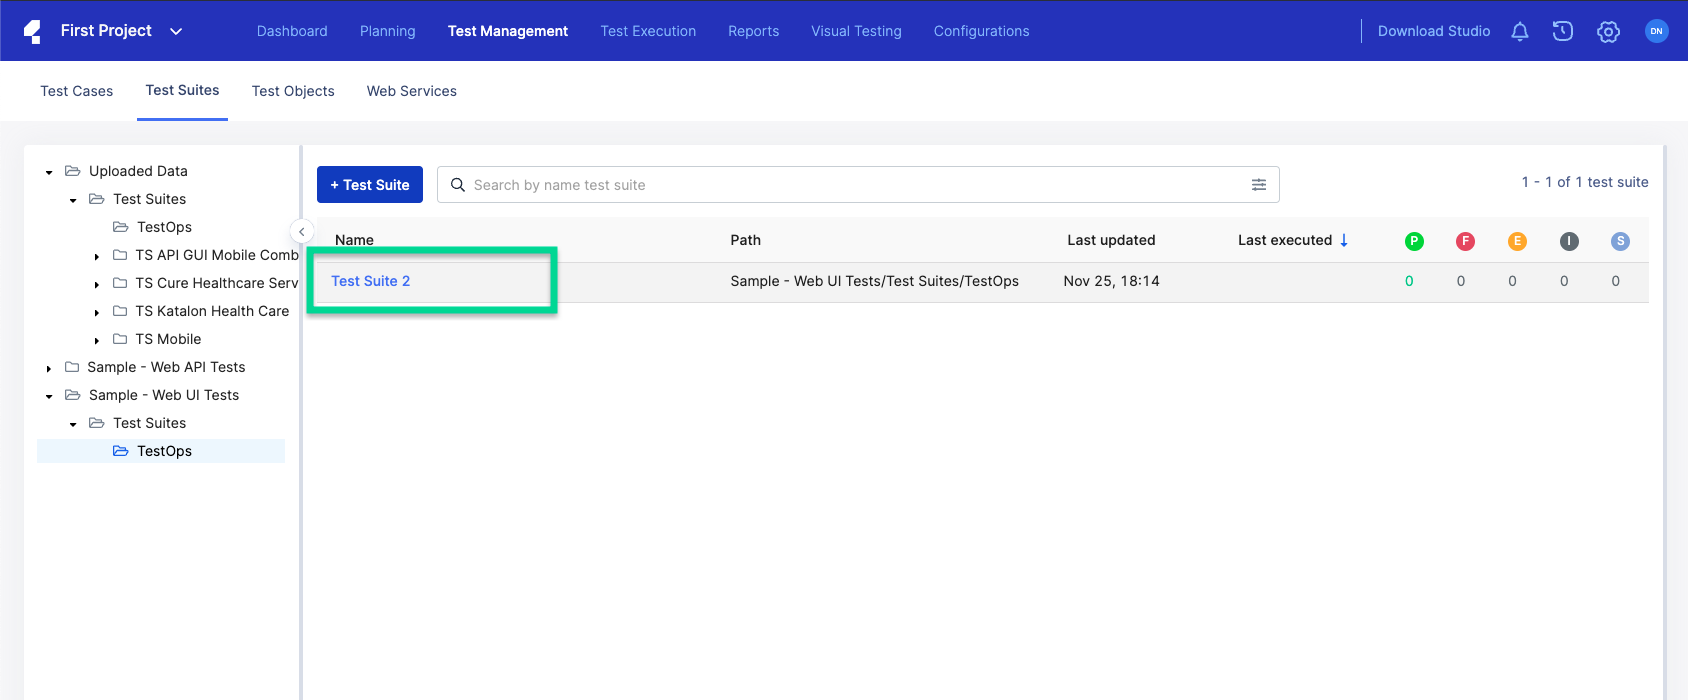 First Project Dashboard Planning Test Management Test Execution Reports Visual Testing Configurations Download Studio DN
Test Cases Test Suites Test Objects Web Services
Uploaded Data
Test Suites
TestOps
TS API GUI Mobile Comb
TS Cure Healthcare Serv
TS Katalon Health Care
TS Mobile
Sample - Web API Tests
Sample - Web UI Tests
Test Suites
TestOps
+ Test Suite Search by name test suite 1 - 1 of 1 test suite
Name Path Last updated Last executed P F E I S
Test Suite 2 Sample - Web UI Tests/Test Suites/TestOps Nov 25, 18:14 0 0 0 0 0